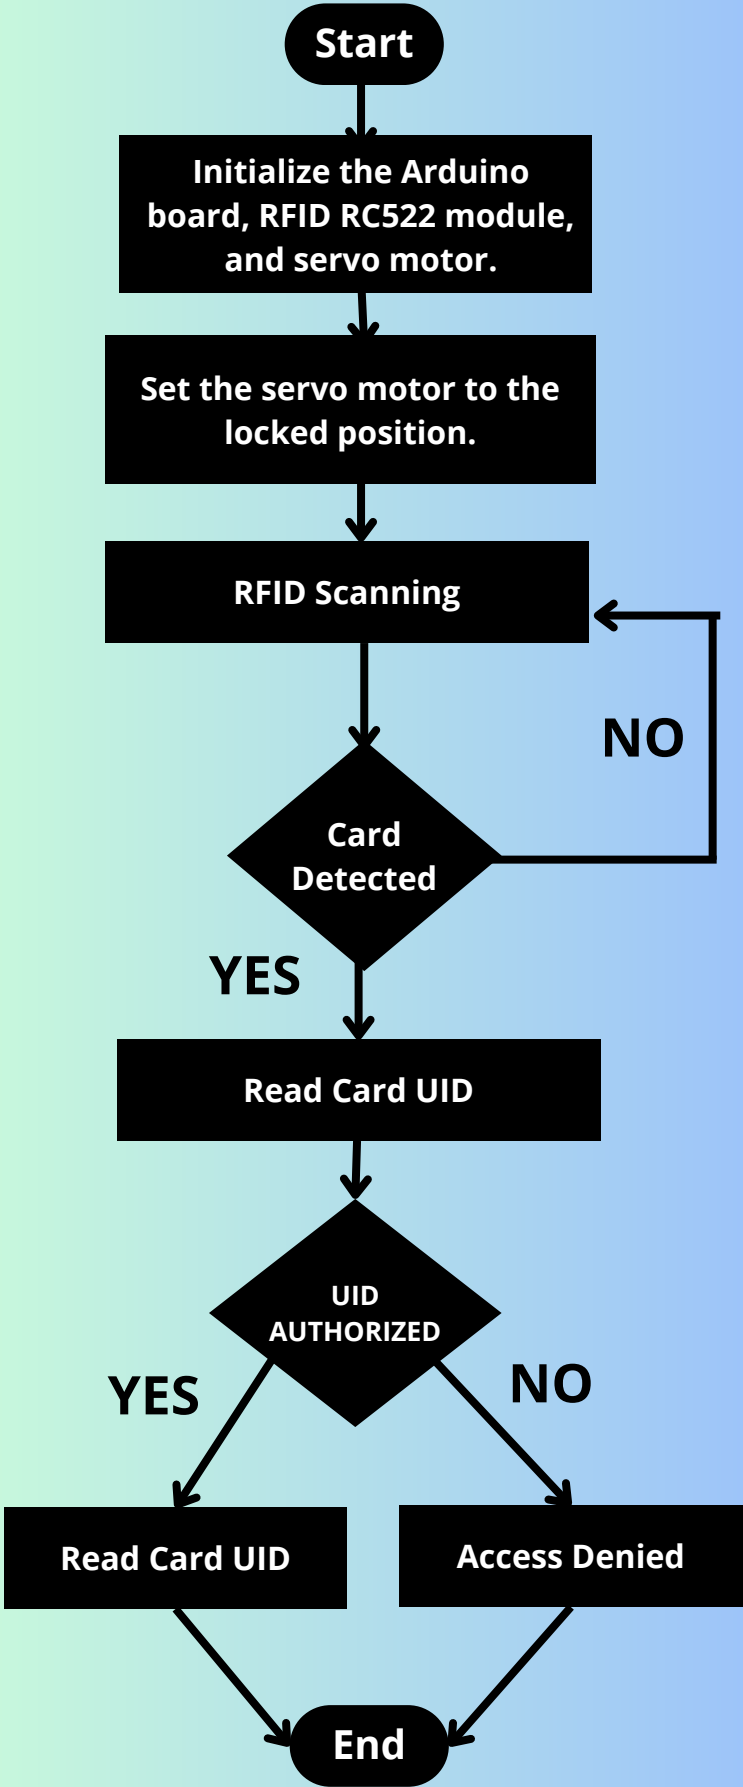 Start
Initialize the Arduino
board, RFID RC522 module,
and servo motor.
Set the servo motor to the
locked position.
RFID Scanning
NO
Card
Detected
YES
Read Card UID
UID
AUTHORIZED
YES
NO
Read Card UID
Access Denied
End